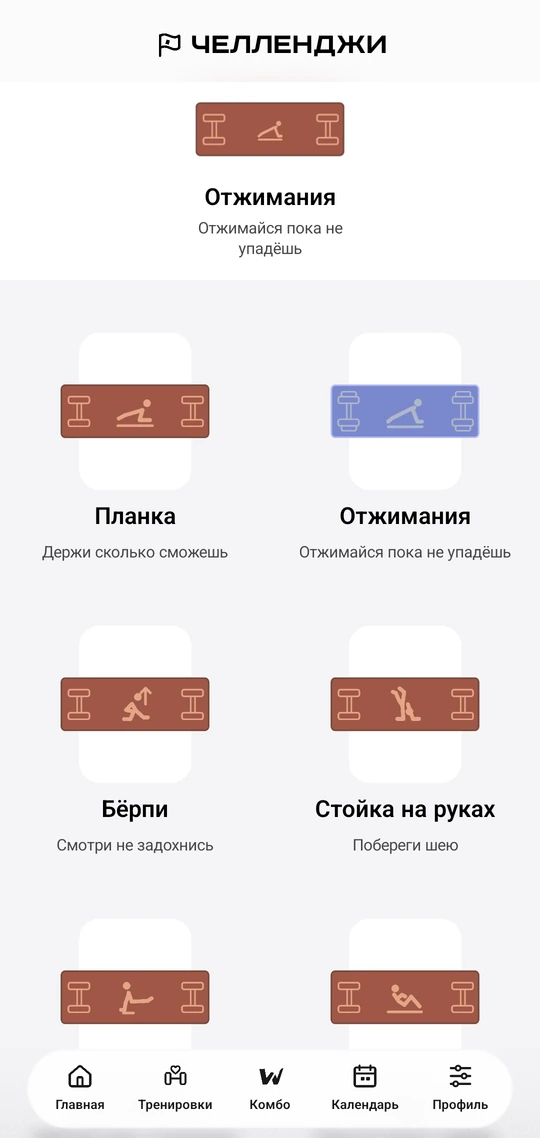 ЧЕЛЛЕНДЖИ
Отжимания
Отжимайся пока не
упадёшь
Планка
Держи сколько сможешь
Отжимания
Отжимайся пока не упадёшь
Бёрпи
Смотри не задохнись
Стойка на руках
Побереги шею
Главная
Тренировки
Комбо
Календарь
Профиль